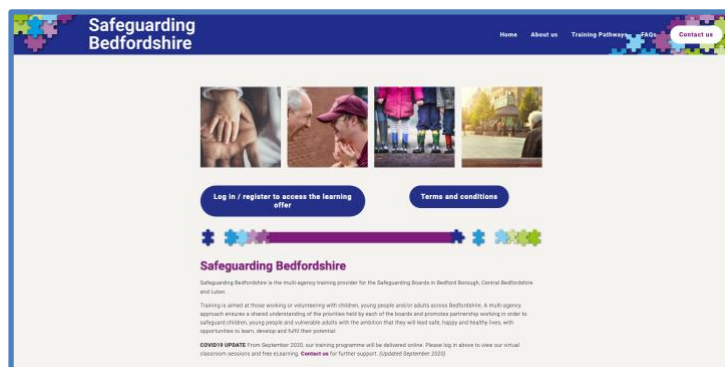 Safeguarding
Bedfordshire
Home About us Training Pathways FAQs Contact us
Log in / register to access the learning
offer
Terms and conditions
Safeguarding Bedfordshire
Safeguarding Bedfordshire is the multi-agency training provider for the Safeguarding Boards in Bedford Borough, Central Bedfordshire
and Luton.
Training is aimed at those working or volunteering with children, young people and/or adults across Bedfordshire. A multi-agency
approach ensures a shared understanding of the priorities held by each of the boards and promotes partnership working in order to
safeguard children, young people and vulnerable adults with the ambition that they will lead safe, happy and healthy lives, with
opportunities to learn, develop and fulfil their potential.
COVID19 UPDATE From September 2020, our training programme will be delivered online. Please log in above to view our virtual
classroom sessions and free eLearning. Contact us for further support. (Updated September 2020)